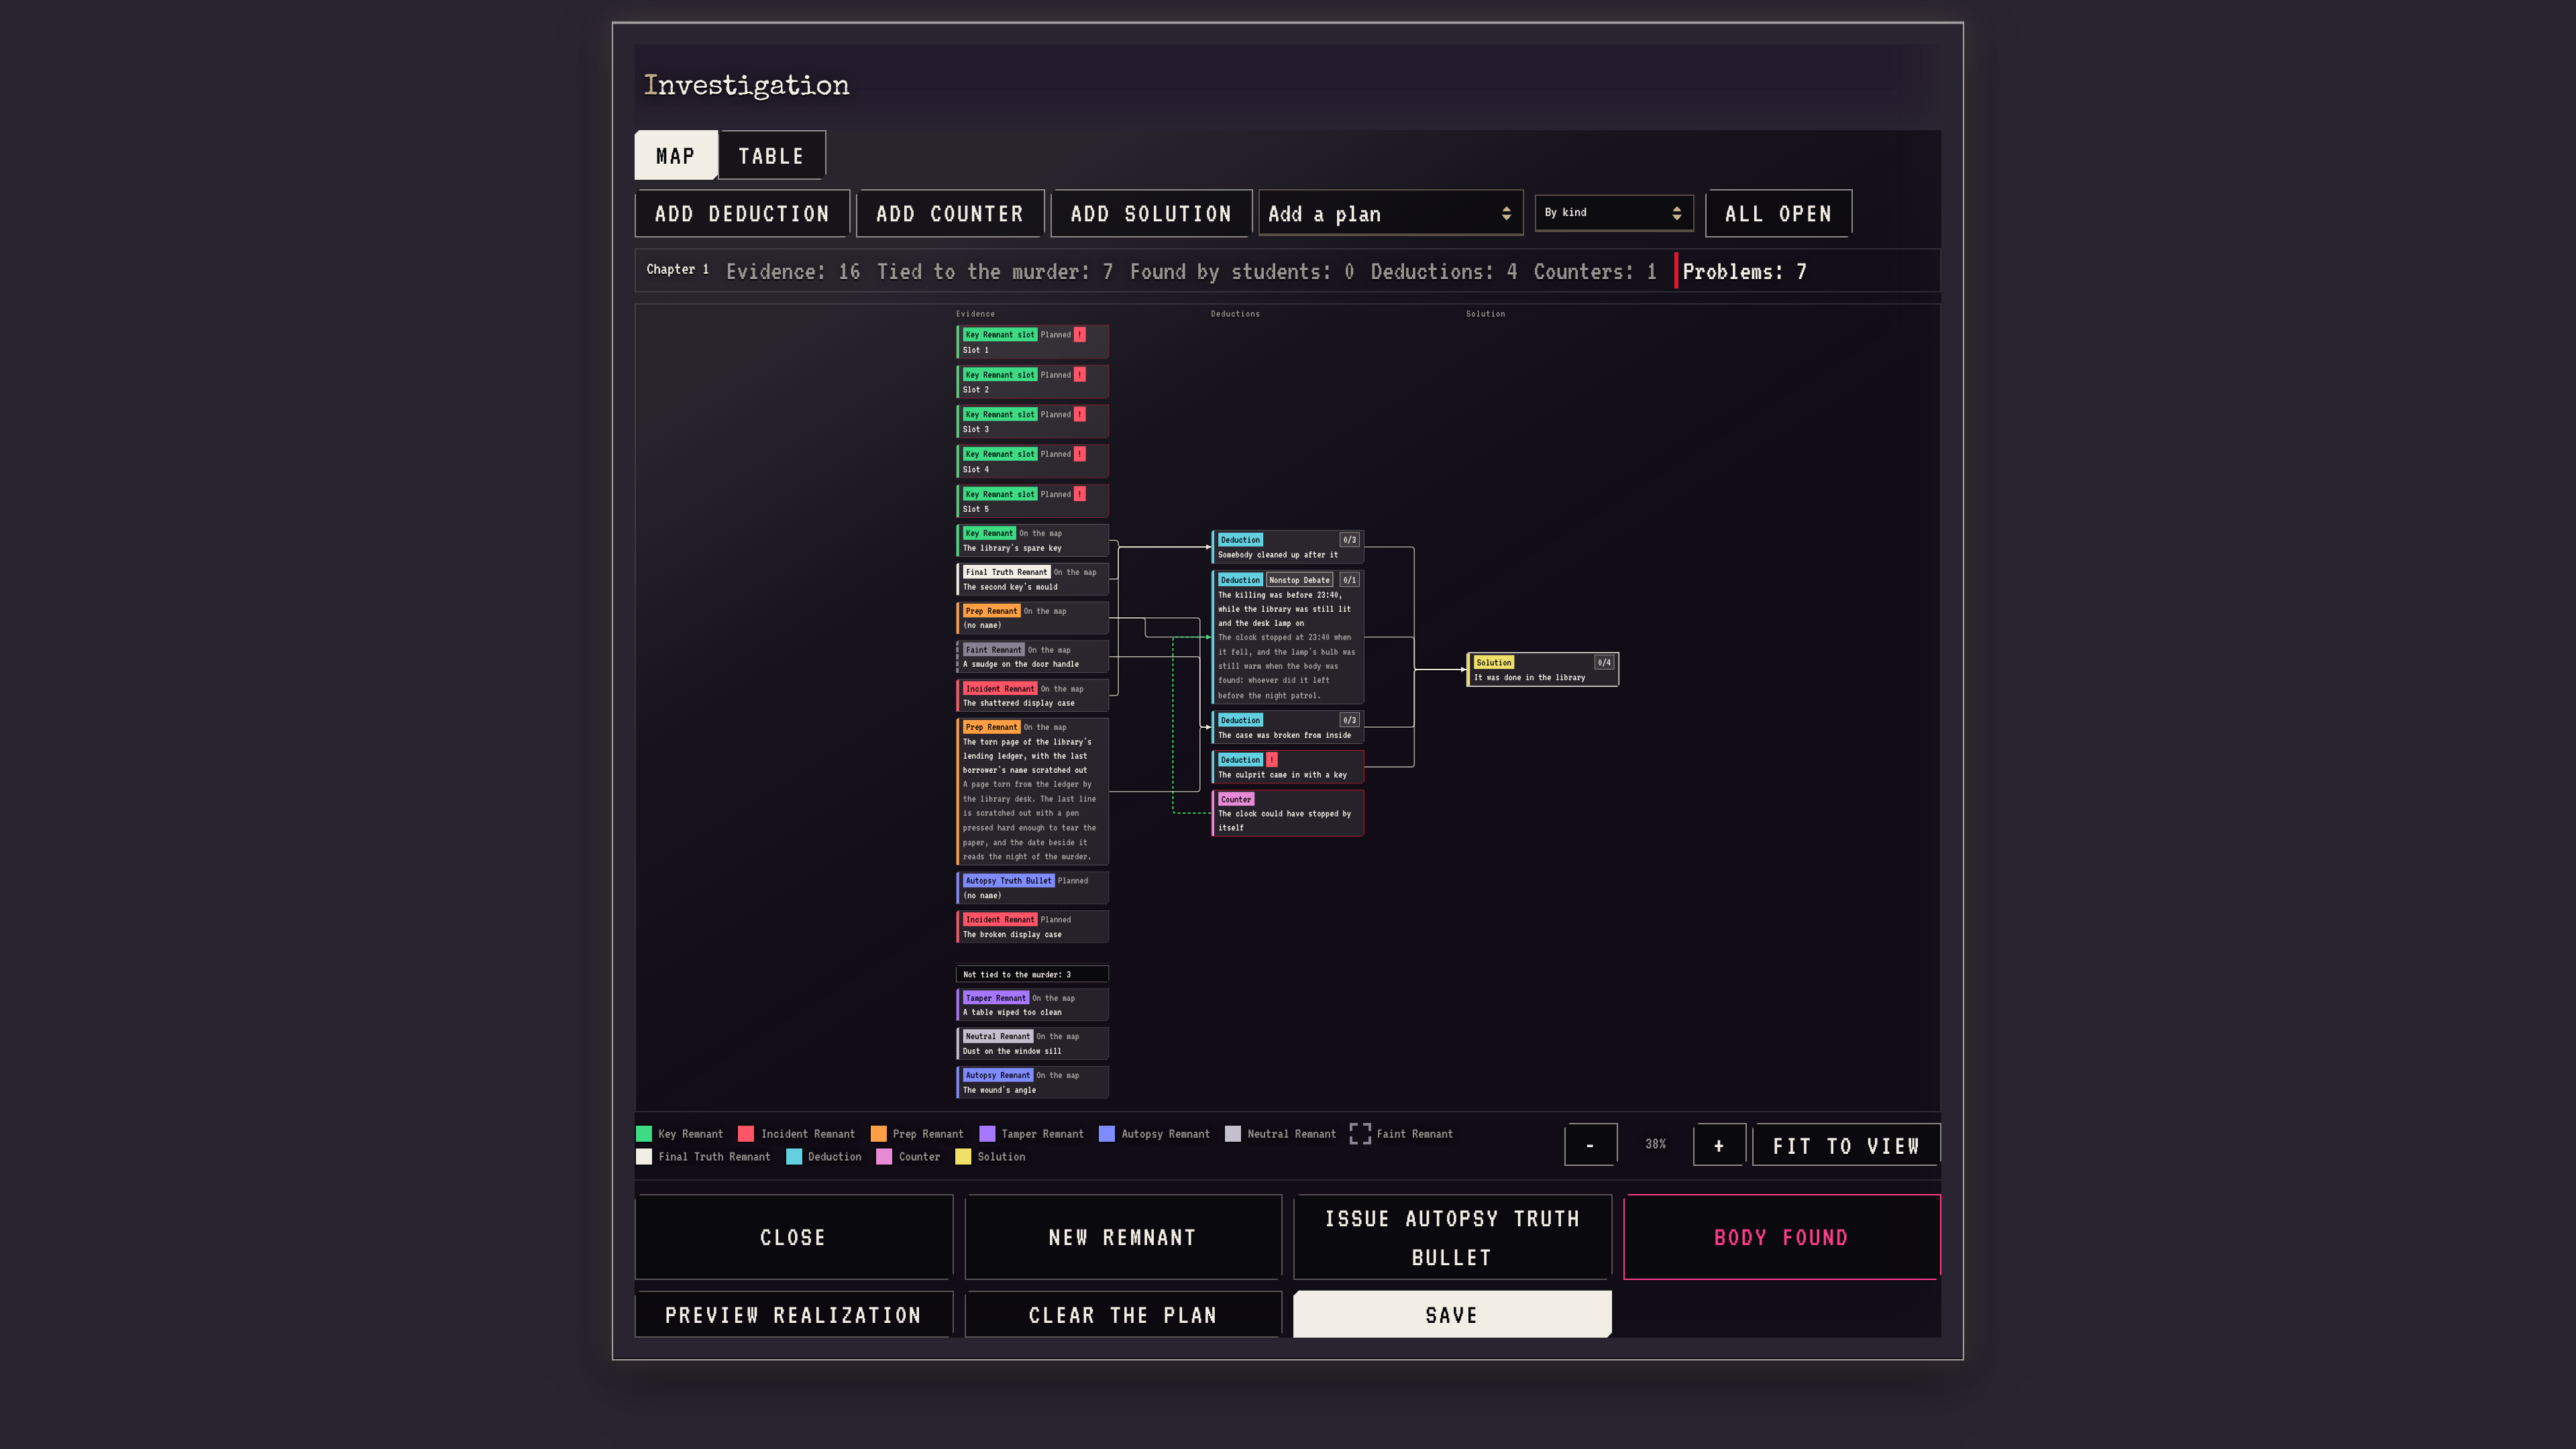 Investigation
MAP
TABLE
ADD DEDUCTION
ADD COUNTER
ADD SOLUTION
Add a plan
By kind
ALL OPEN
Chapter 1
Evidence: 16
Tied to the murder: 7
Found by students: 0
Deductions: 4
Counters: 1
Problems: 7
Evidence
Deductions
Solution
Key Remnant slot Planned !
Slot 1
Key Remnant slot Planned !
Slot 2
Key Remnant slot Planned !
Slot 3
Key Remnant slot Planned !
Slot 4
Key Remnant slot Planned !
Slot 5
Key Remnant On the map
The library's spare key
Final Truth Remnant On the map
The second key's mould
Prep Remnant On the map
(no name)
Faint Remnant On the map
A smudge on the door handle
Incident Remnant On the map
The shattered display case
Prep Remnant On the map
The torn page of the library's
lending ledger, with the last
borrower's name scratched out
A page torn from the ledger by
the library desk. The last line
is scratched out with a pen
pressed hard enough to tear the
paper, and the date beside it
reads the night of the murder.
Autopsy Truth Bullet Planned
(no name)
Incident Remnant Planned
The broken display case
Not tied to the murder: 3
Tamper Remnant On the map
A table wiped too clean
Neutral Remnant On the map
Dust on the window sill
Autopsy Remnant On the map
The wound's angle
Deduction 0/3
Somebody cleaned up after it
Deduction Nonstop Debate 0/1
The killing was before 23:40,
while the library was still lit
and the desk lamp on
The clock stopped at 23:40 when
it fell, and the lamp's bulb was
still warm when the body was
found: whoever did it left
before the night patrol.
Deduction 0/3
The case was broken from inside
Deduction !
The culprit came in with a key
Counter
The clock could have stopped by
itself
Solution 0/4
It was done in the library
Key Remnant
Incident Remnant
Prep Remnant
Tamper Remnant
Autopsy Remnant
Neutral Remnant
Faint Remnant
Final Truth Remnant
Deduction
Counter
Solution
-
38%
+
FIT TO VIEW
CLOSE
NEW REMNANT
ISSUE AUTOPSY TRUTH
BULLET
BODY FOUND
PREVIEW REALIZATION
CLEAR THE PLAN
SAVE